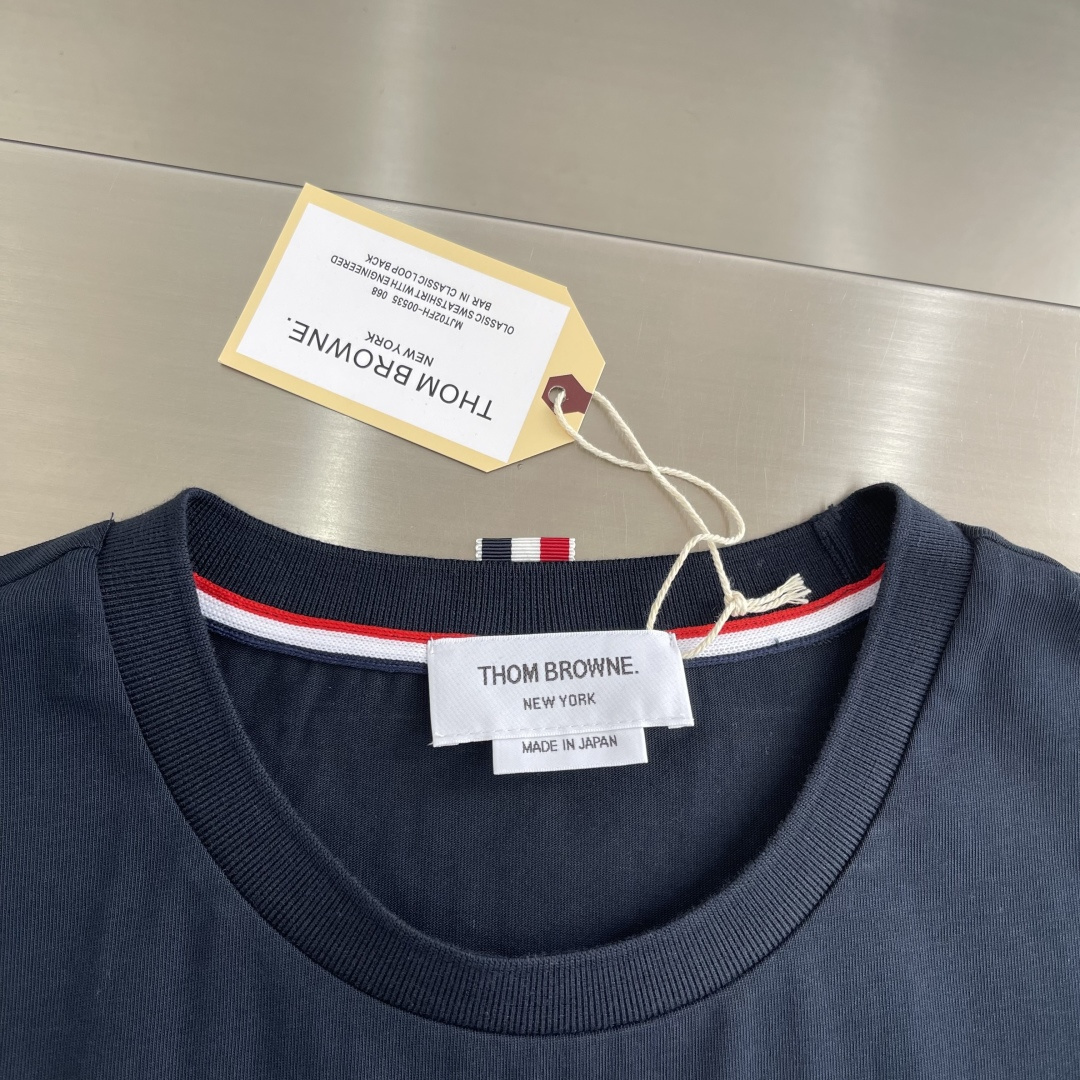 THOM BROWNE.
NEW YORK
MJT02FH-00535 068
OLASSIC SWEATSHIRT WITH ENGINEERED
BAR IN CLASSIC LOOP BACK
THOM BROWNE.
NEW YORK
MADE IN JAPAN